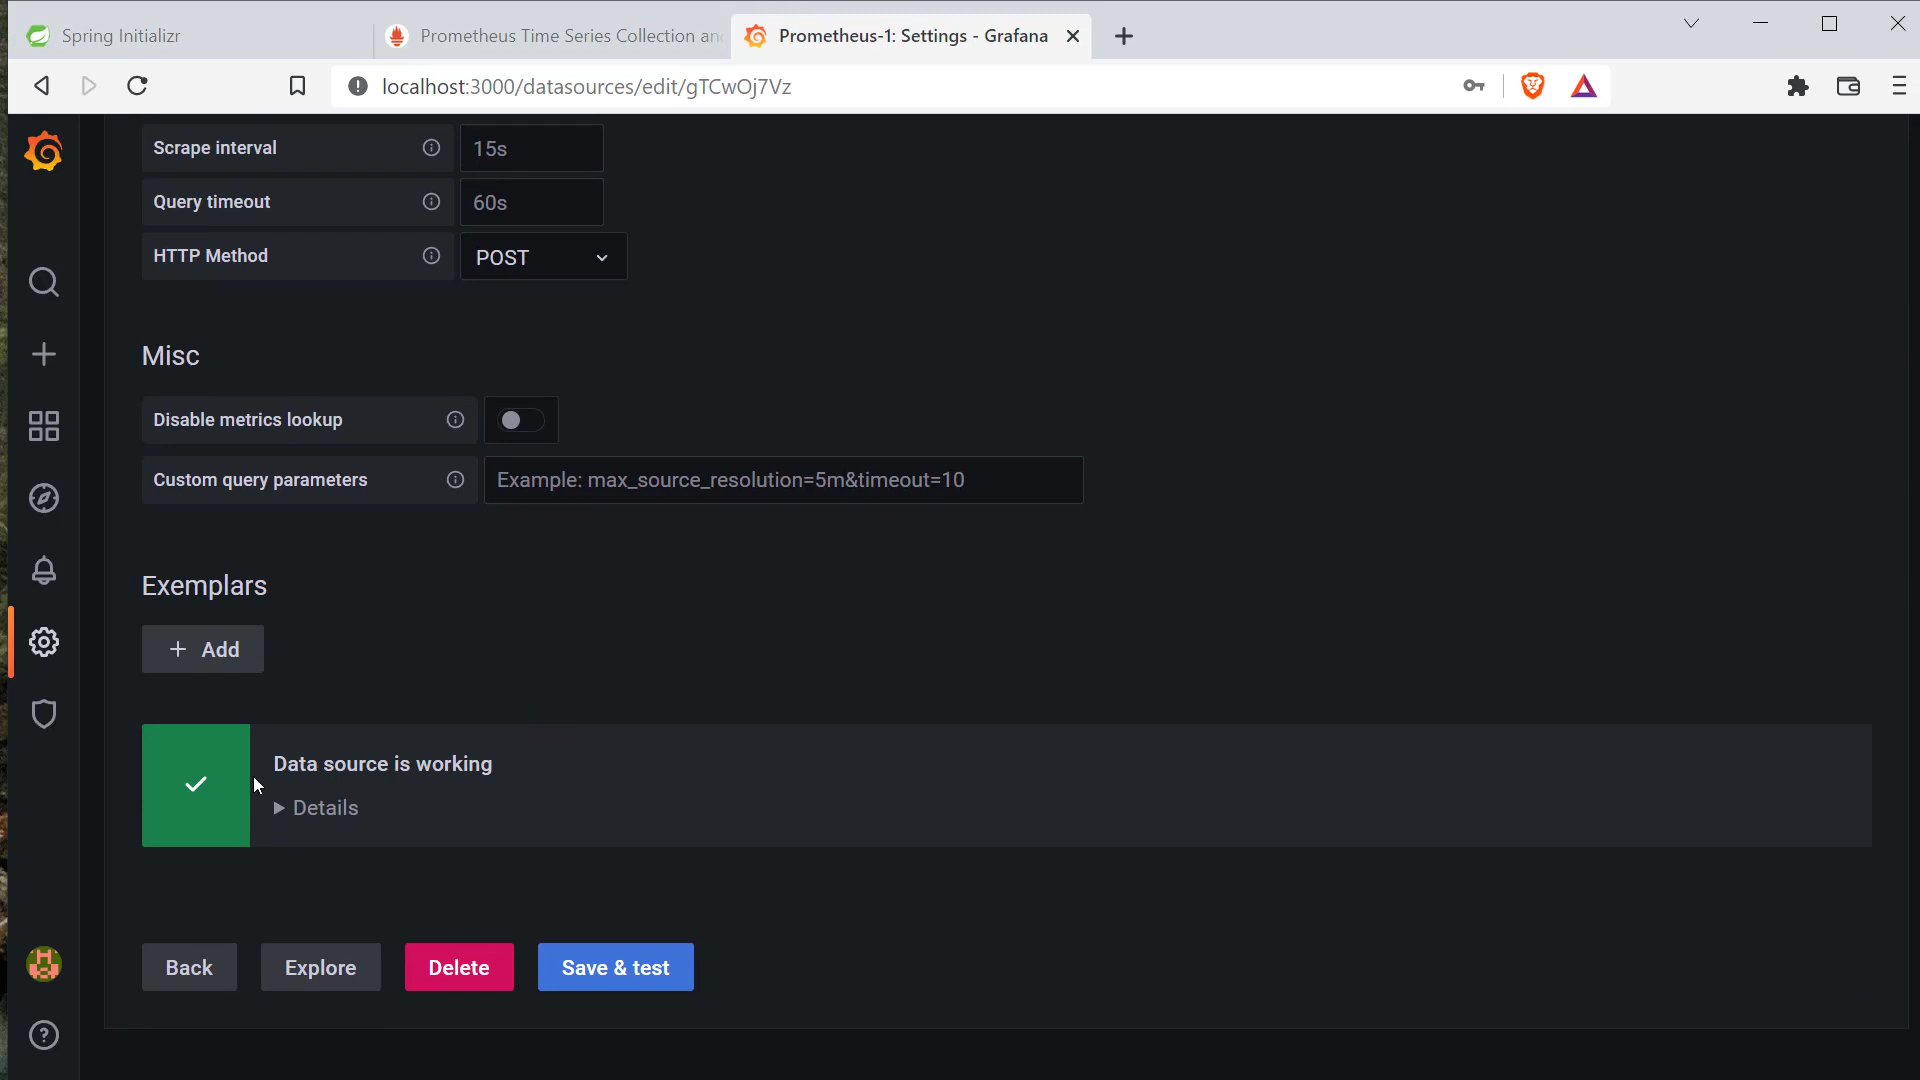 Spring Initializr
Prometheus Time Series Collection an
Prometheus-1: Settings - Grafana
localhost:3000/datasources/edit/gTCwOj7Vz
Scrape interval
15s
Query timeout
60s
HTTP Method
POST
Misc
Disable metrics lookup
Custom query parameters
Example: max_source_resolution=5m&timeout=10
Exemplars
+ Add
Data source is working
Details
Back
Explore
Delete
Save & test